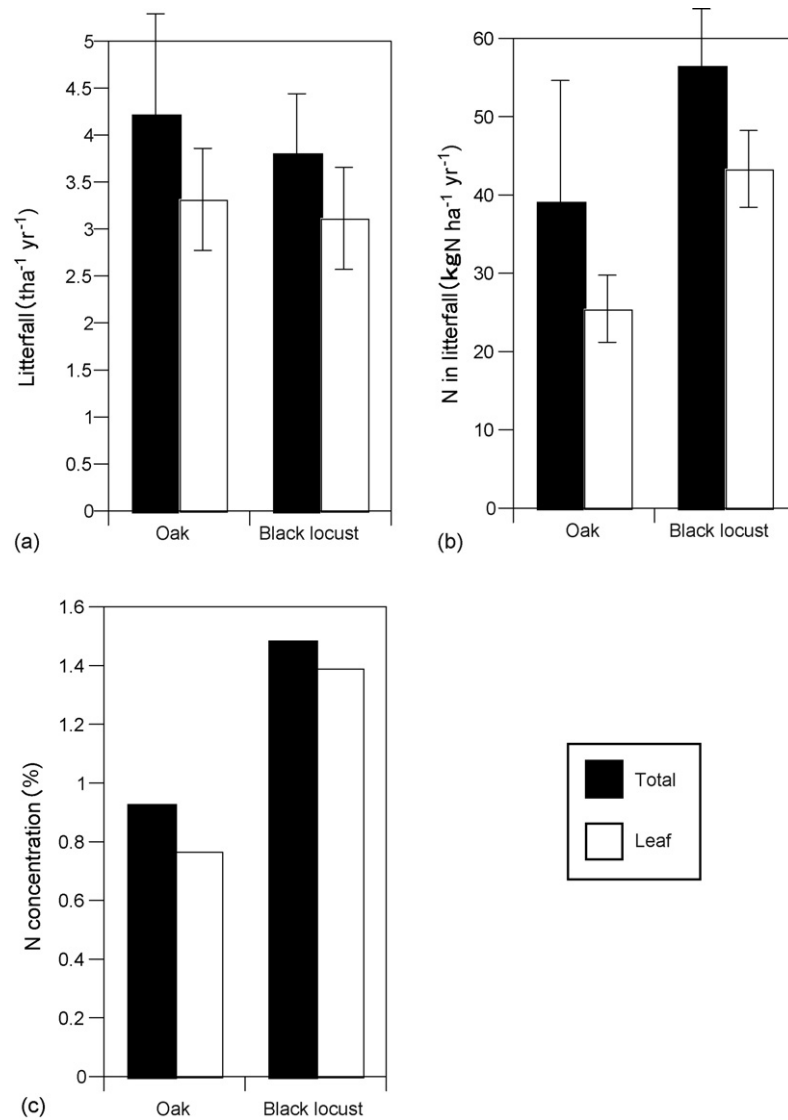 Litterfall (tha⁻¹ yr⁻¹)
5
4.5
4
3.5
3
2.5
2
1.5
1
0.5
0
Oak
Black locust
(a)
N in litterfall (kgN ha⁻¹ yr⁻¹)
60
50
40
30
20
10
0
Oak
Black locust
(b)
N concentration (%)
1.6
1.4
1.2
1
0.8
0.6
0.4
0.2
0
Oak
Black locust
(c)
Total
Leaf